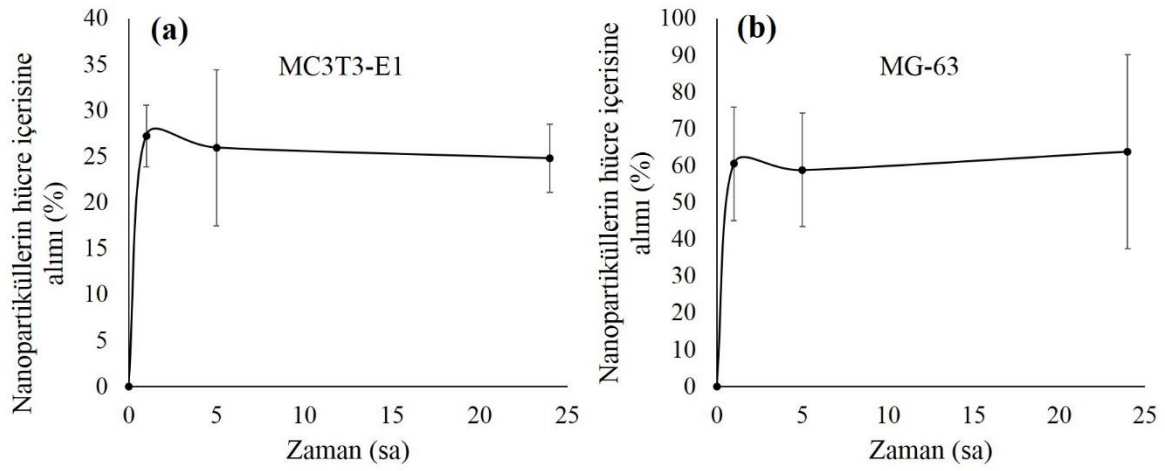 (a)
MC3T3-E1
Nanopartiküllerin hücre içerisine
alımı (%)
40
35
30
25
20
15
10
5
0
0 5 10 15 20 25
Zaman (sa)
(b)
MG-63
Nanopartiküllerin hücre içerisine
alımı (%)
100
90
80
70
60
50
40
30
20
10
0
0 5 10 15 20 25
Zaman (sa)